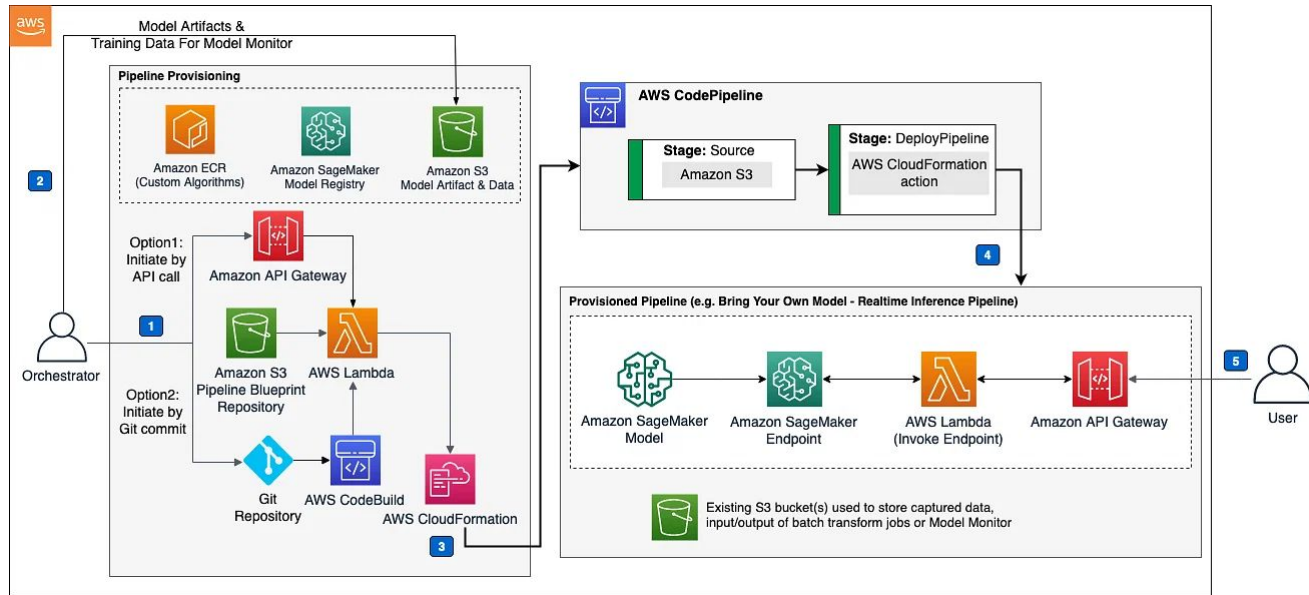 aws
Model Artifacts &
Training Data For Model Monitor
Pipeline Provisioning
Amazon ECR
(Custom Algorithms)
Amazon SageMaker
Model Registry
Amazon S3
Model Artifact & Data
2
Option1:
Initiate by
API call
Amazon API Gateway
1
Orchestrator
Amazon S3
Pipeline Blueprint
Repository
AWS Lambda
Option2:
Initiate by
Git commit
Git
Repository
AWS CodeBuild
AWS CloudFormation
3
AWS CodePipeline
Stage: Source
Amazon S3
Stage: DeployPipeline
AWS CloudFormation
action
4
Provisioned Pipeline (e.g. Bring Your Own Model - Realtime Inference Pipeline)
Amazon SageMaker
Model
Amazon SageMaker
Endpoint
AWS Lambda
(Invoke Endpoint)
Amazon API Gateway
5
User
Existing S3 bucket(s) used to store captured data,
input/output of batch transform jobs or Model Monitor